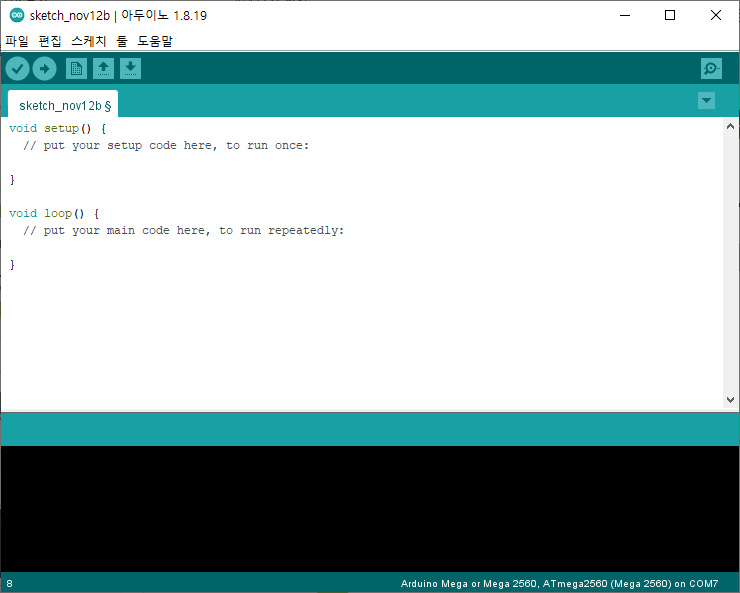 sketch_nov12b | 아두이노 1.8.19
파일 편집 스케치 툴 도움말
sketch_nov12b §
void setup() {
  // put your setup code here, to run once:
}
void loop() {
  // put your main code here, to run repeatedly:
}
8
Arduino Mega or Mega 2560, ATmega2560 (Mega 2560) on COM7